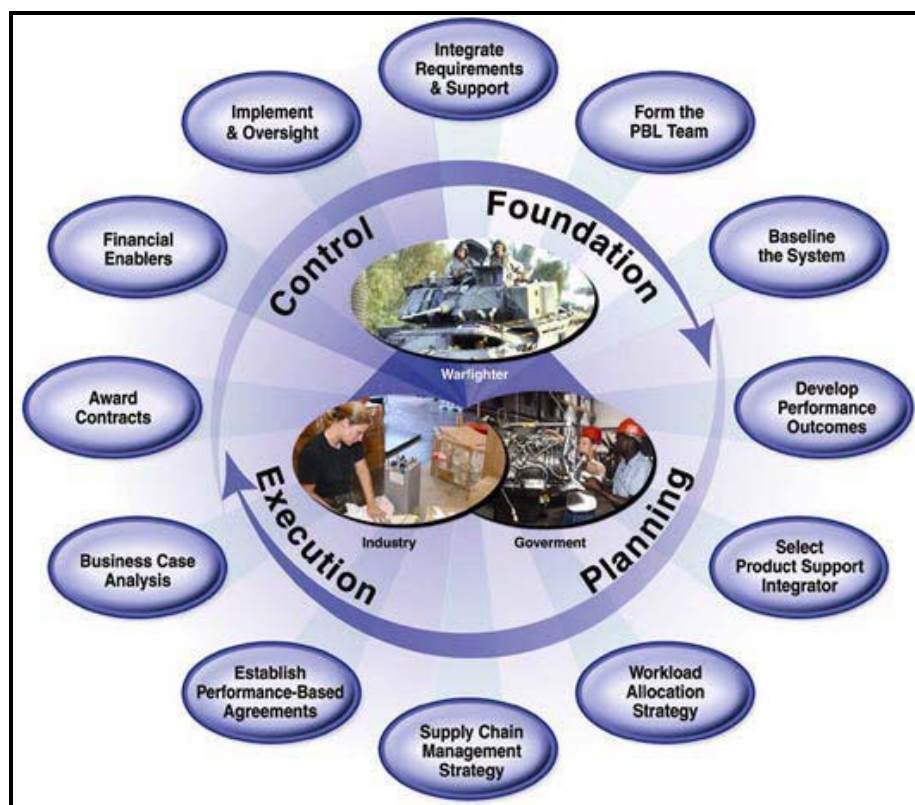 Integrate
Requirements
& Support
Form the
PBL Team
Baseline
the System
Develop
Performance
Outcomes
Select
Product Support
Integrator
Workload
Allocation
Strategy
Supply Chain
Management
Strategy
Establish
Performance-Based
Agreements
Business Case
Analysis
Award
Contracts
Financial
Enablers
Implement
& Oversight
Foundation
Planning
Execution
Control
Warfighter
Industry
Goverment